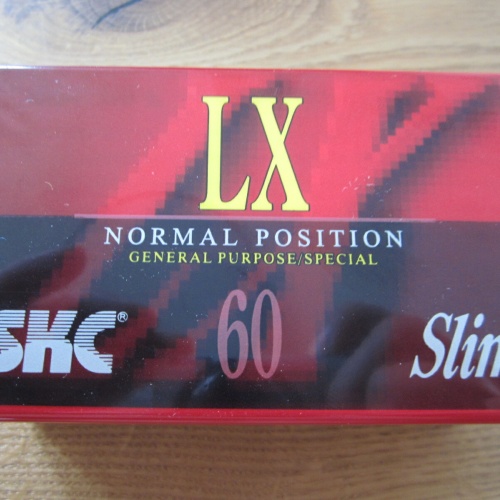 LX
NORMAL POSITION
GENERAL PURPOSE/SPECIAL
SKC®
60
Slim